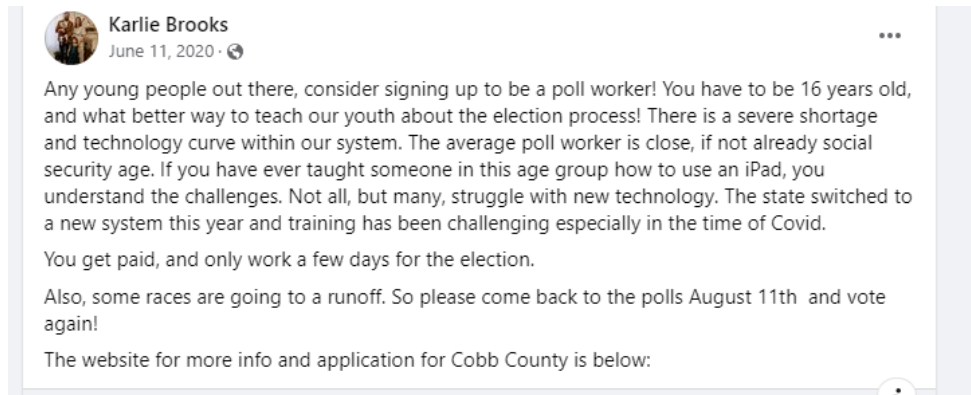 Karlie Brooks
June 11, 2020 ·
Any young people out there, consider signing up to be a poll worker! You have to be 16 years old,
and what better way to teach our youth about the election process! There is a severe shortage
and technology curve within our system. The average poll worker is close, if not already social
security age. If you have ever taught someone in this age group how to use an iPad, you
understand the challenges. Not all, but many, struggle with new technology. The state switched to
a new system this year and training has been challenging especially in the time of Covid.
You get paid, and only work a few days for the election.
Also, some races are going to a runoff. So please come back to the polls August 11th  and vote
again!
The website for more info and application for Cobb County is below: